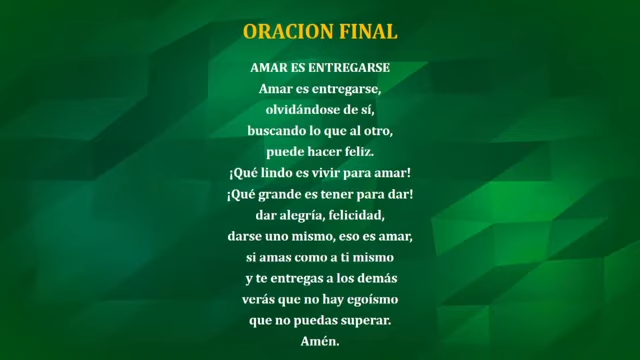 ORACION FINAL
AMAR ES ENTREGARSE
Amar es entregarse,
olvidándose de sí,
buscando lo que al otro,
puede hacer feliz.
¡Qué lindo es vivir para amar!
¡Qué grande es tener para dar!
dar alegría, felicidad,
darse uno mismo, eso es amar,
si amas como a ti mismo
y te entregas a los demás
verás que no hay egoísmo
que no puedas superar.
Amén.